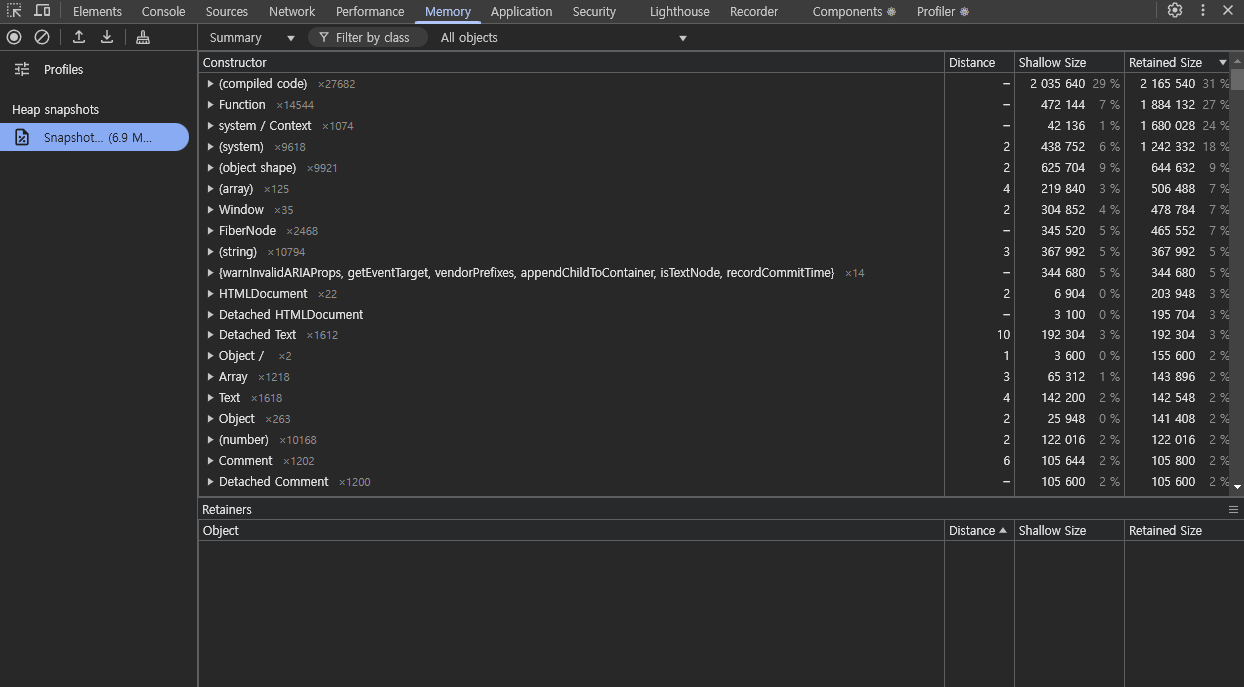 Elements Console Sources Network Performance Memory Application Security Lighthouse Recorder Components Profiler
Summary Filter by class All objects
Profiles
Heap snapshots
Snapshot... (6.9 M...
Constructor Distance Shallow Size Retained Size
(compiled code) ×27682 – 2 035 640 29 % 2 165 540 31 %
Function ×14544 – 472 144 7 % 1 884 132 27 %
system / Context ×1074 – 42 136 1 % 1 680 028 24 %
(system) ×9618 2 438 752 6 % 1 242 332 18 %
(object shape) ×9921 2 625 704 9 % 644 632 9 %
(array) ×125 4 219 840 3 % 506 488 7 %
Window ×35 2 304 852 4 % 478 784 7 %
FiberNode ×2468 – 345 520 5 % 465 552 7 %
(string) ×10794 3 367 992 5 % 367 992 5 %
{warnInvalidARIAProps, getEventTarget, vendorPrefixes, appendChildToContainer, isTextNode, recordCommitTime} ×14 – 344 680 5 % 344 680 5 %
HTMLDocument ×22 2 6 904 0 % 203 948 3 %
Detached HTMLDocument – 3 100 0 % 195 704 3 %
Detached Text ×1612 10 192 304 3 % 192 304 3 %
Object / ×2 1 3 600 0 % 155 600 2 %
Array ×1218 3 65 312 1 % 143 896 2 %
Text ×1618 4 142 200 2 % 142 548 2 %
Object ×263 2 25 948 0 % 141 408 2 %
(number) ×10168 2 122 016 2 % 122 016 2 %
Comment ×1202 6 105 644 2 % 105 800 2 %
Detached Comment ×1200 – 105 600 2 % 105 600 2 %
Retainers
Object Distance Shallow Size Retained Size